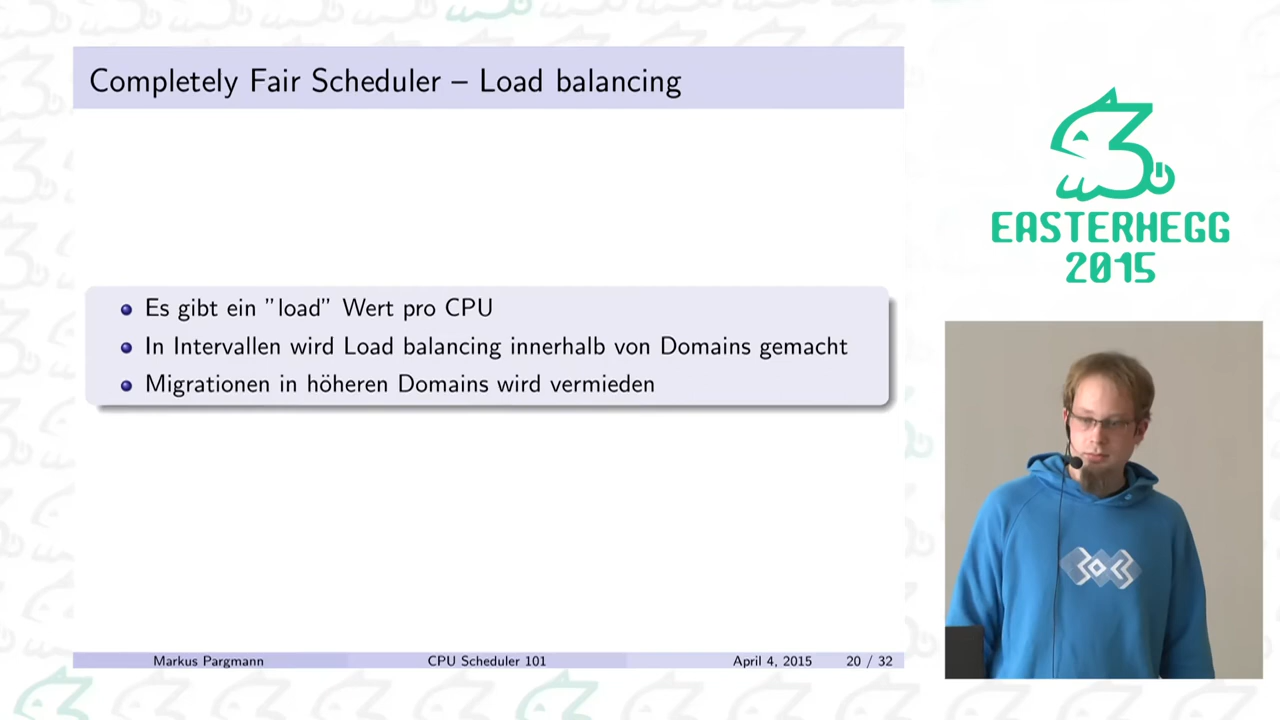 Completely Fair Scheduler – Load balancing
Es gibt ein ”load” Wert pro CPU
In Intervallen wird Load balancing innerhalb von Domains gemacht
Migrationen in höheren Domains wird vermieden
Markus Pargmann CPU Scheduler 101 April 4, 2015 20 / 32
EASTERHEGG
2015